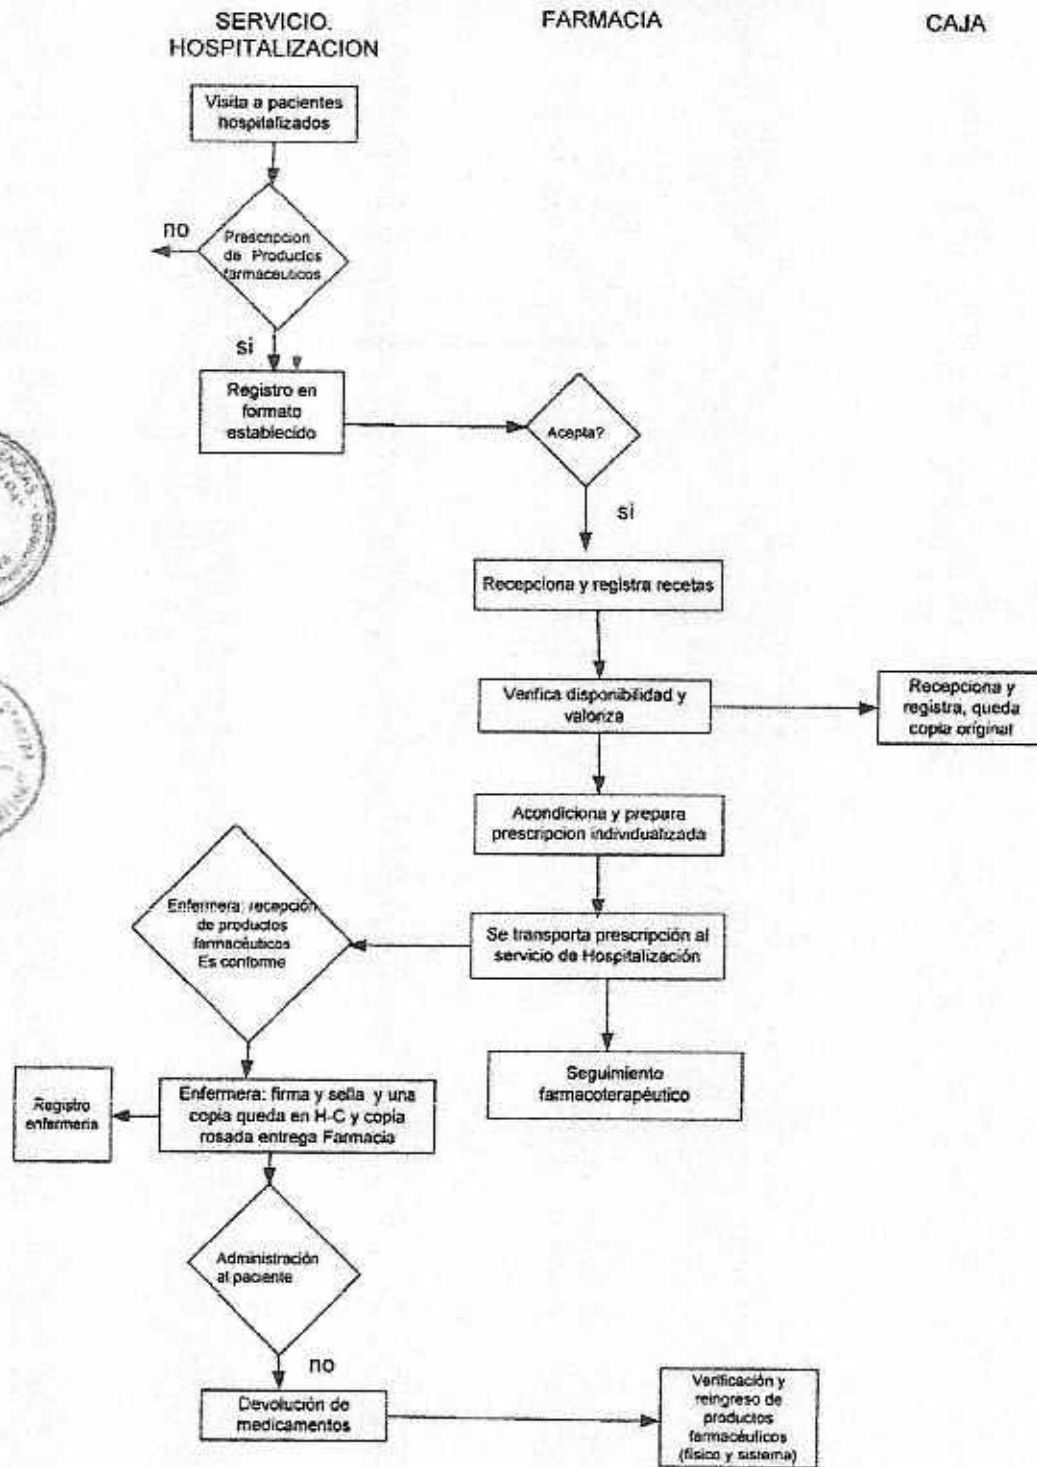 SERVICIO.
HOSPITALIZACION
FARMACIA
CAJA
Visita a pacientes
hospitalizados
no
Prescripcion
de Productos
farmaceuticos
si
Registro en
formato
establecido
Acepta?
si
Recepciona y registra recetas
Verifica disponibilidad y
valoriza
Recepciona y
registra, queda
copia original
Acondiciona y prepara
prescripcion individualizada
Enfermera: recepción
de productos
farmacéuticos
Es conforme
Se transporta prescripción al
servicio de Hospitalización
Seguimiento
farmacoterapéutico
Registro
enfermeria
Enfermera: firma y sella y una
copia queda en H-C y copia
rosada entrega Farmacia
Administración
al paciente
no
Devolución de
medicamentos
Verificación y
reingreso de
productos
farmacéuticos
(físico y sistema)